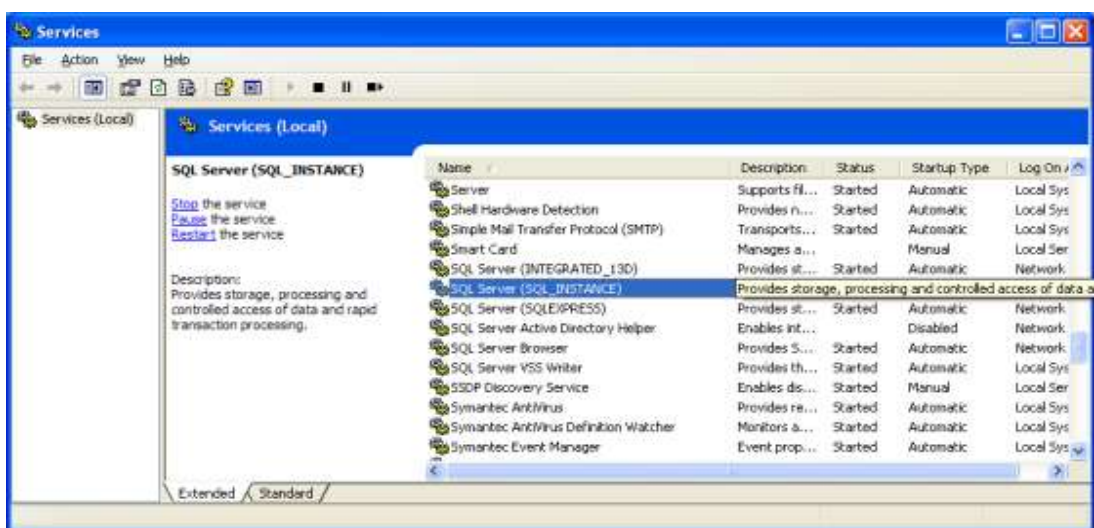 Services
File Action View Help
Services (Local)
Services (Local)
SQL Server (SQL_INSTANCE)
Stop the service
Pause the service
Restart the service
Description:
Provides storage, processing and
controlled access of data and rapid
transaction processing.
Name Description Status Startup Type Log On A
Server Supports fil... Started Automatic Local Sys
Shell Hardware Detection Provides n... Started Automatic Local Sys
Simple Mail Transfer Protocol (SMTP) Transports... Started Automatic Local Sys
Smart Card Manages a... Manual Local Ser
SQL Server (INTEGRATED_13D) Provides st... Started Automatic Network
SQL Server (SQL_INSTANCE) Provides storage, processing and controlled access of data a
SQL Server (SQLEXPRESS) Provides st... Started Automatic Network
SQL Server Active Directory Helper Enables int... Disabled Network
SQL Server Browser Provides S... Started Automatic Network
SQL Server VSS Writer Provides th... Started Automatic Local Sys
SSDP Discovery Service Enables dis... Started Manual Local Ser
Symantec AntiVirus Provides re... Started Automatic Local Sys
Symantec AntiVirus Definition Watcher Monitors a... Started Automatic Local Sys
Symantec Event Manager Event prop... Started Automatic Local Sys
Extended Standard